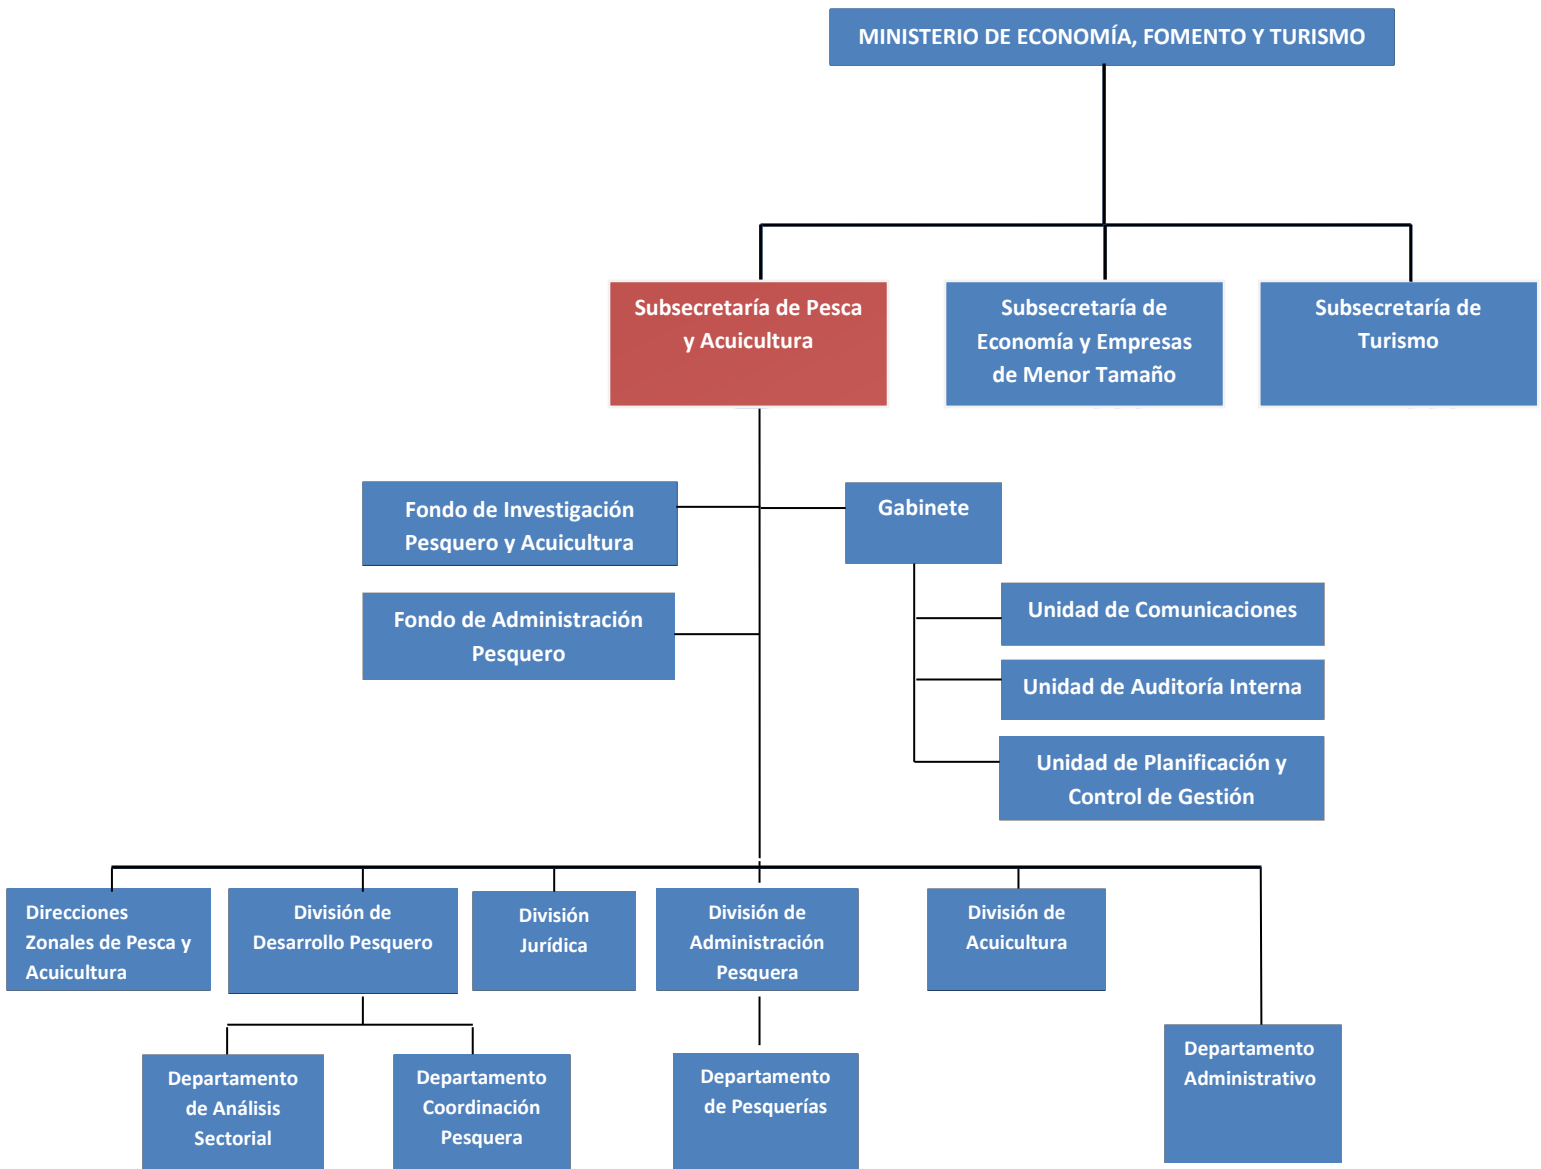 MINISTERIO DE ECONOMÍA, FOMENTO Y TURISMO
Subsecretaría de Pesca
y Acuicultura
Subsecretaría de
Economía y Empresas
de Menor Tamaño
Subsecretaría de
Turismo
Fondo de Investigación
Pesquero y Acuicultura
Gabinete
Fondo de Administración
Pesquero
Unidad de Comunicaciones
Unidad de Auditoría Interna
Unidad de Planificación y
Control de Gestión
Direcciones
Zonales de Pesca y
Acuicultura
División de
Desarrollo Pesquero
División
Jurídica
División de
Administración
Pesquera
División de
Acuicultura
Departamento
Administrativo
Departamento
de Análisis
Sectorial
Departamento
Coordinación
Pesquera
Departamento
de Pesquerías